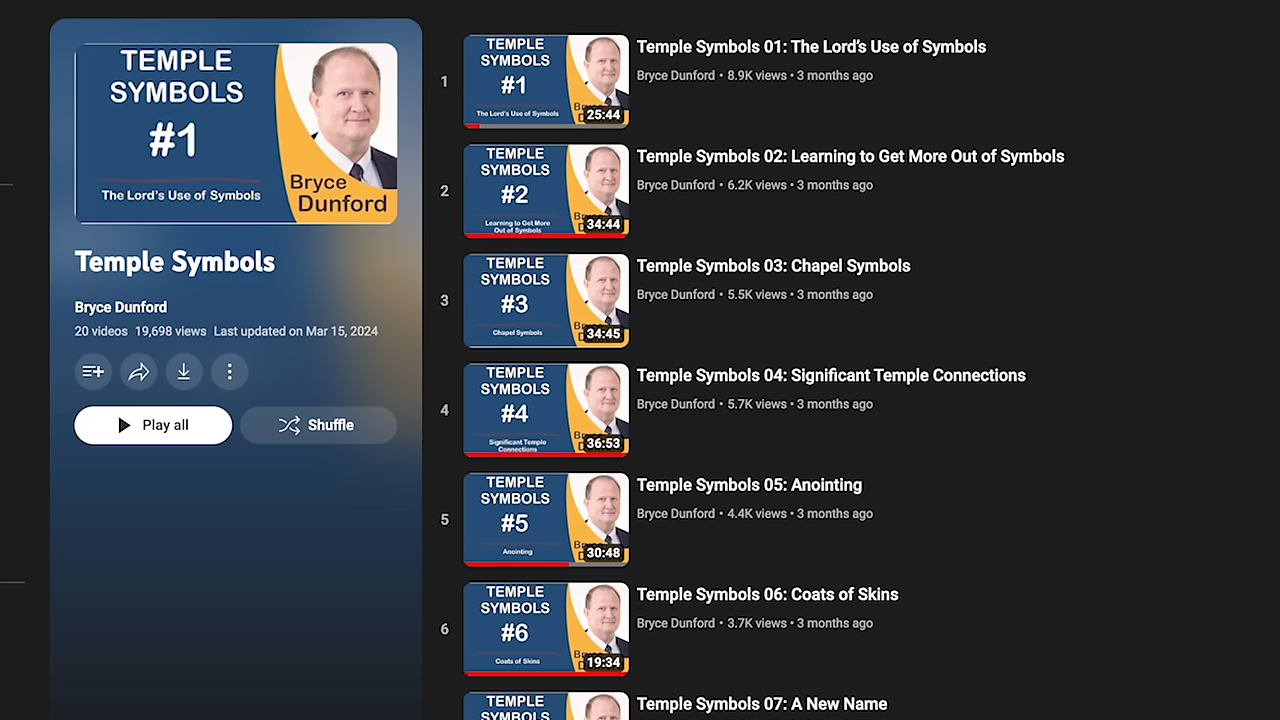 TEMPLE
SYMBOLS
#1
The Lord's Use of Symbols
Bryce
Dunford
Temple Symbols
Bryce Dunford
20 videos 19,698 views Last updated on Mar 15, 2024
Play all
Shuffle
1
TEMPLE
SYMBOLS
#1
The Lord's Use of Symbols
25:44
Temple Symbols 01: The Lord's Use of Symbols
Bryce Dunford • 8.9K views • 3 months ago
2
TEMPLE
SYMBOLS
#2
Learning to Get More
Out of Symbols
34:44
Temple Symbols 02: Learning to Get More Out of Symbols
Bryce Dunford • 6.2K views • 3 months ago
3
TEMPLE
SYMBOLS
#3
Chapel Symbols
34:45
Temple Symbols 03: Chapel Symbols
Bryce Dunford • 5.5K views • 3 months ago
4
TEMPLE
SYMBOLS
#4
Significant Temple
Connections
36:53
Temple Symbols 04: Significant Temple Connections
Bryce Dunford • 5.7K views • 3 months ago
5
TEMPLE
SYMBOLS
#5
Anointing
30:48
Temple Symbols 05: Anointing
Bryce Dunford • 4.4K views • 3 months ago
6
TEMPLE
SYMBOLS
#6
Coats of Skins
19:34
Temple Symbols 06: Coats of Skins
Bryce Dunford • 3.7K views • 3 months ago
TEMPLE
SYMBOLS
Temple Symbols 07: A New Name